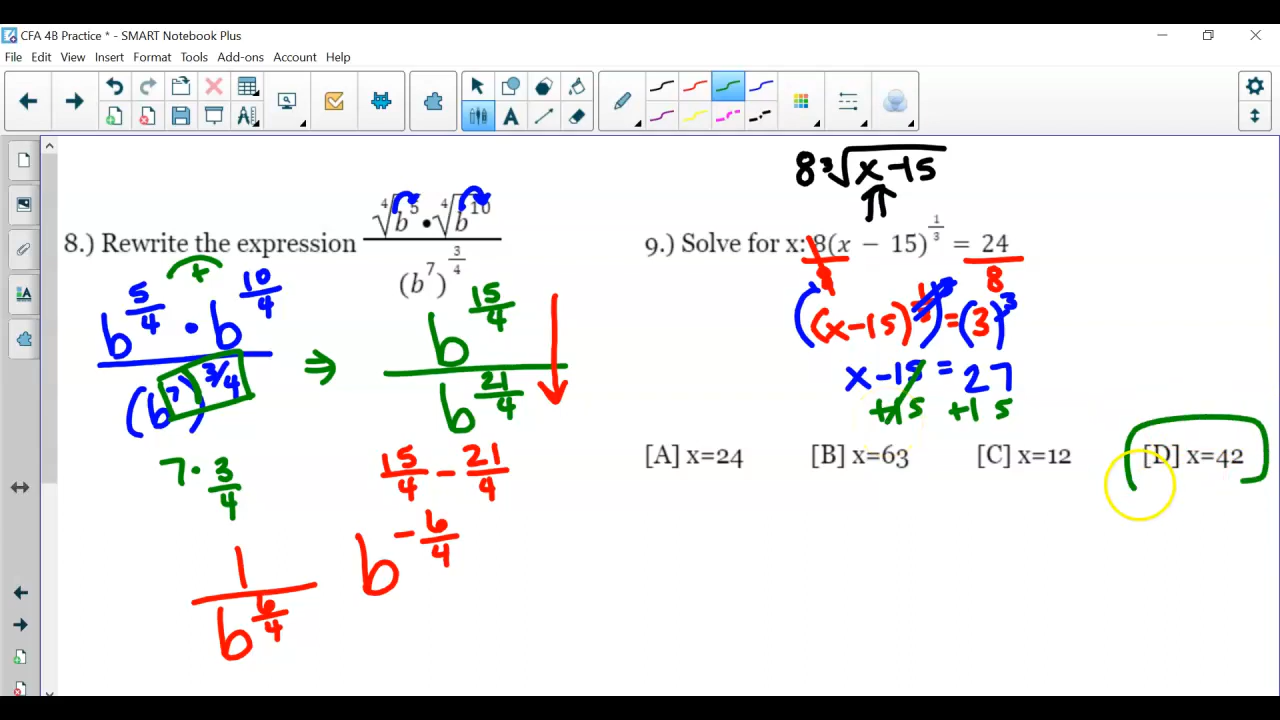 CFA 4B Practice * - SMART Notebook Plus
File Edit View Insert Format Tools Add-ons Account Help
8∛(x-15)
8.) Rewrite the expression (⁴√b⁵ • ⁴√b¹⁰)/(b⁷)^(3/4)
+
b^(5/4) • b^(10/4)
(b⁷)^(3/4)
⇒
b^(15/4)
b^(21/4)
7 • 3/4
15/4 - 21/4
b^(-6/4)
1/b^(6/4)
9.) Solve for x: 8(x − 15)^(1/3) = 24
8 8
((x-15)^(1/3))^3 = (3)^3
x-15 = 27
+15 +15
[A] x=24 [B] x=63 [C] x=12 [D] x=42